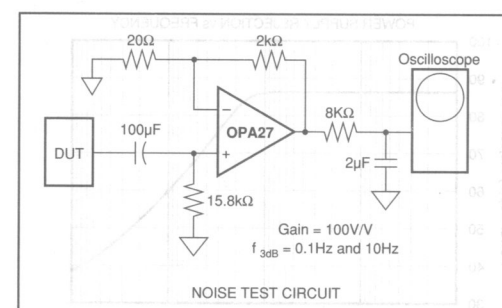 20Ω
2kΩ
Oscilloscope
DUT
100µF
−
OPA27
+
8KΩ
2µF
15.8kΩ
Gain = 100V/V
f 3dB = 0.1Hz and 10Hz
NOISE TEST CIRCUIT